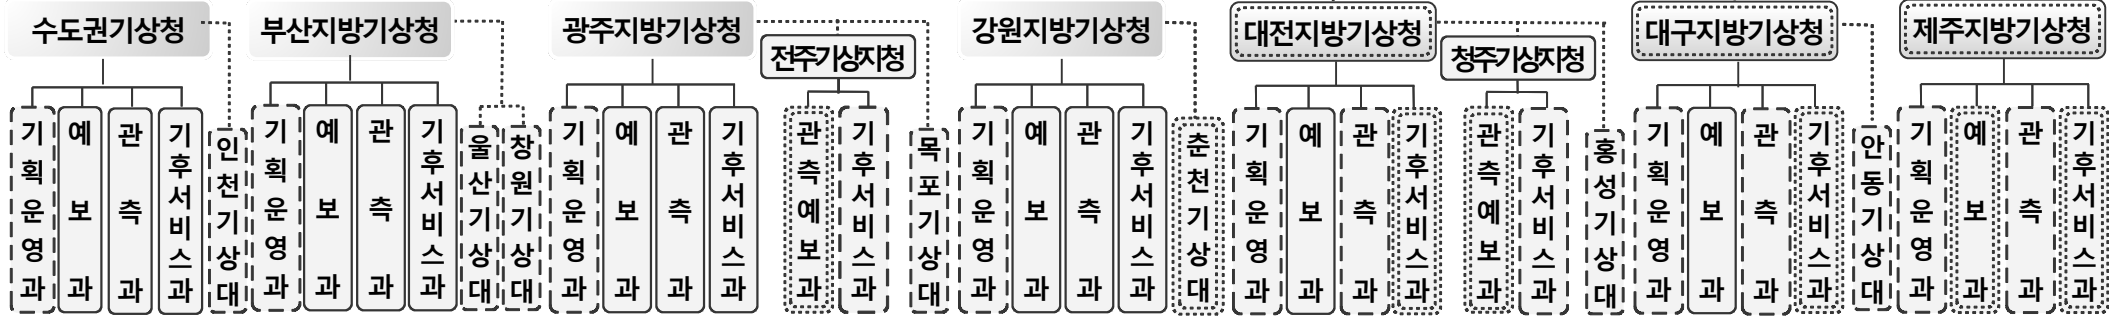 수도권기상청
기획운영과
예보과
관측과
기후서비스과
인천기상대
부산지방기상청
기획운영과
예보과
관측과
기후서비스과
울산기상대
창원기상대
광주지방기상청
기획운영과
예보과
관측과
기후서비스과
전주기상지청
관측예보과
기후서비스과
목포기상대
강원지방기상청
기획운영과
예보과
관측과
기후서비스과
춘천기상대
대전지방기상청
기획운영과
예보과
관측과
기후서비스과
청주기상지청
관측예보과
기후서비스과
홍성기상대
대구지방기상청
기획운영과
예보과
관측과
기후서비스과
안동기상대
제주지방기상청
기획운영과
예보과
관측과
기후서비스과